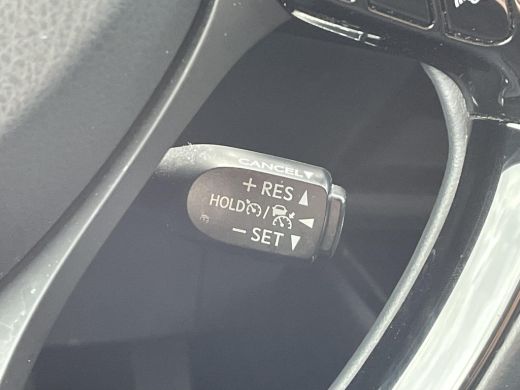 CANCEL▼
+ RES ▲
HOLD / ◀
− SET ▼